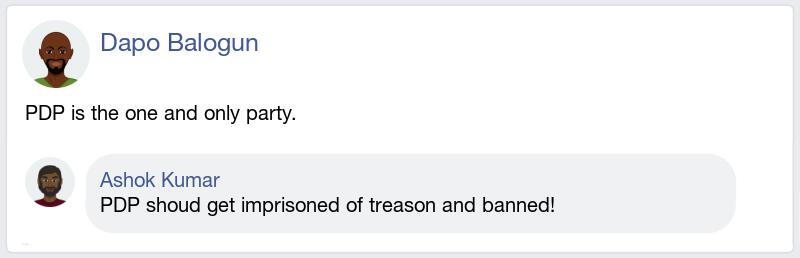 Dapo Balogun
PDP is the one and only party.
Ashok Kumar
PDP shoud get imprisoned of treason and banned!